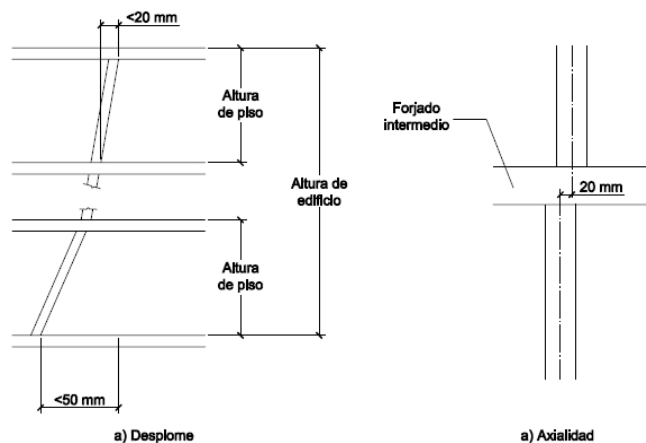 <20 mm
Altura
de piso
Altura de
edificio
Altura
de piso
<50 mm
a) Desplome
Forjado
intermedio
20 mm
a) Axialidad